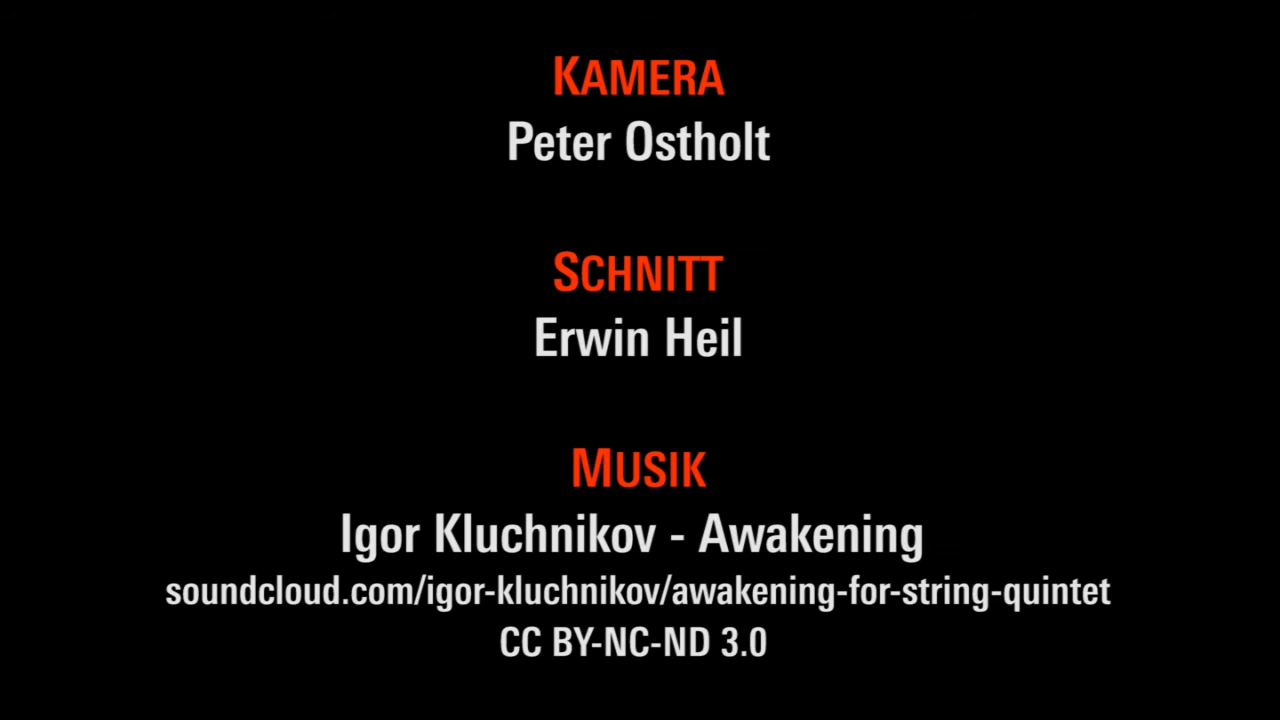 KAMERA
Peter Ostholt
SCHNITT
Erwin Heil
MUSIK
Igor Kluchnikov - Awakening
soundcloud.com/igor-kluchnikov/awakening-for-string-quintet
CC BY-NC-ND 3.0